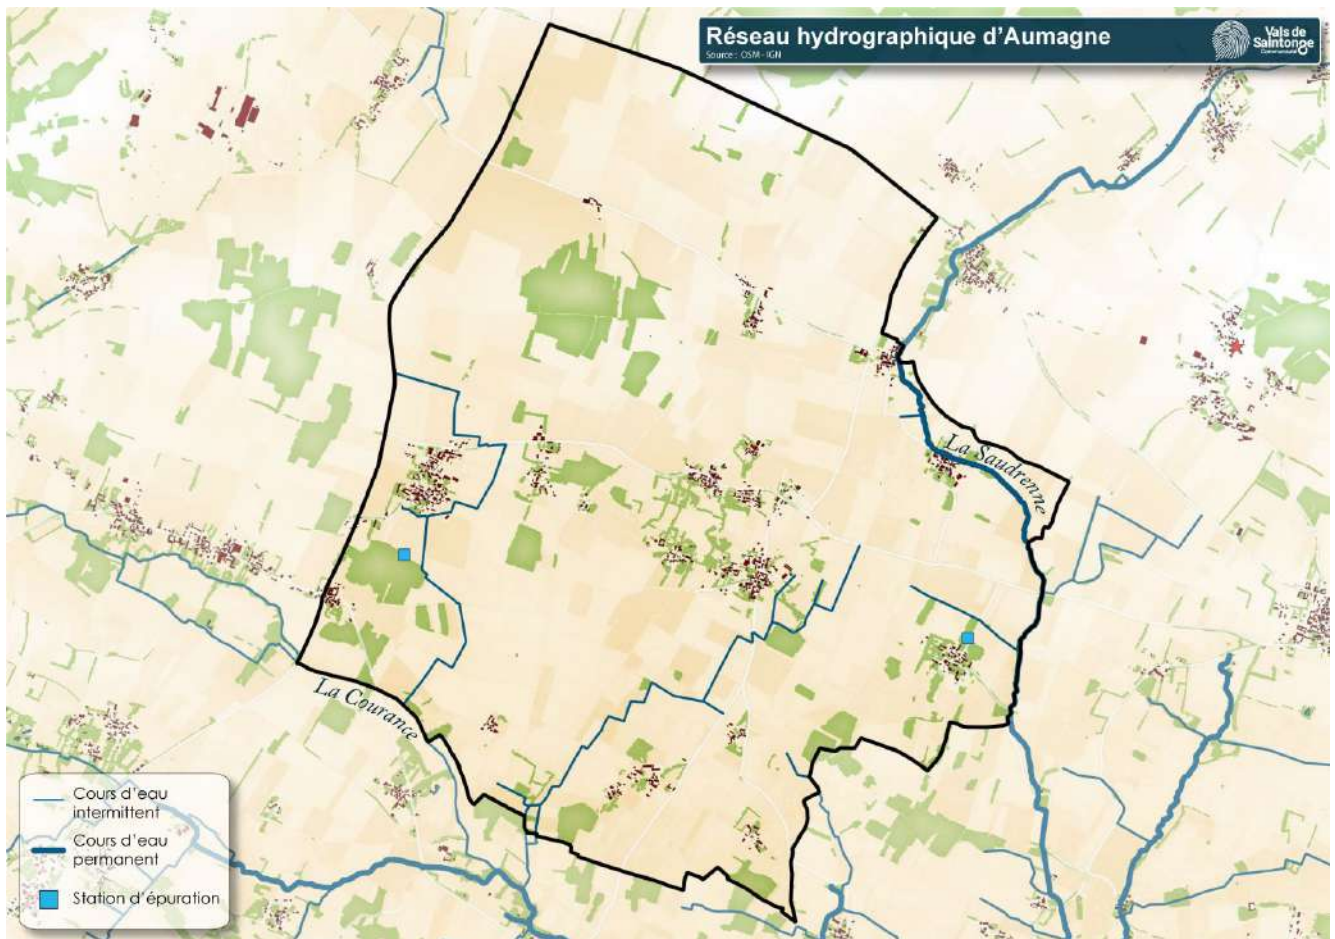 Réseau hydrographique d'Aumagne
Source : OSM - IGN
Vals de
Saintonge
Communauté
La Saudrenne
La Courance
Cours d'eau
intermittent
Cours d'eau
permanent
Station d'épuration